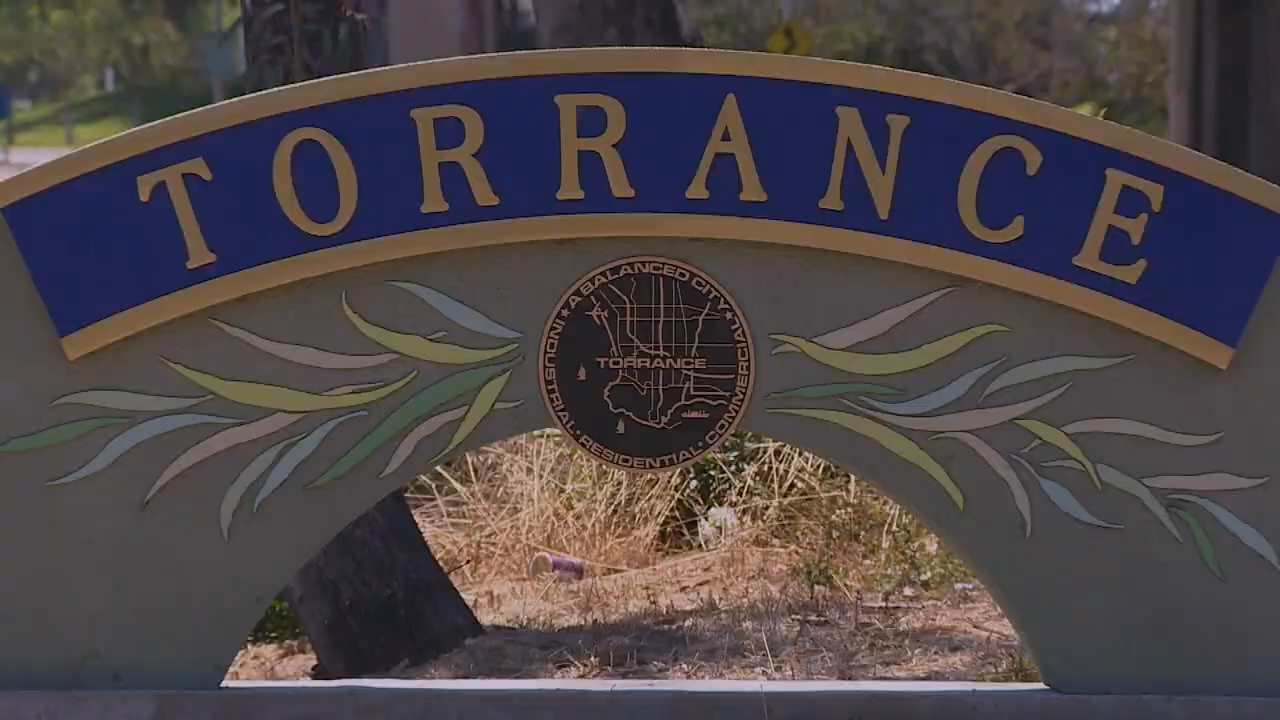 TORRANCE
★ A BALANCED CITY ★
INDUSTRIAL · RESIDENTIAL · COMMERCIAL
TORRANCE